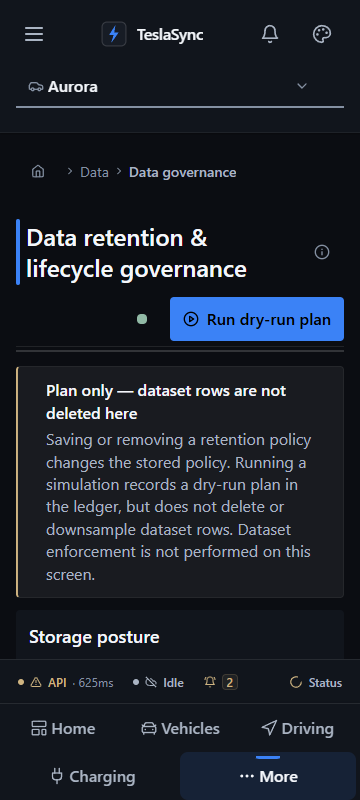 TeslaSync
Aurora
Data
Data governance
Data retention &
lifecycle governance
Run dry-run plan
Plan only — dataset rows are not
deleted here
Saving or removing a retention policy
changes the stored policy. Running a
simulation records a dry-run plan in
the ledger, but does not delete or
downsample dataset rows. Dataset
enforcement is not performed on this
screen.
Storage posture
API · 625ms
Idle
2
Status
Home
Vehicles
Driving
Charging
More